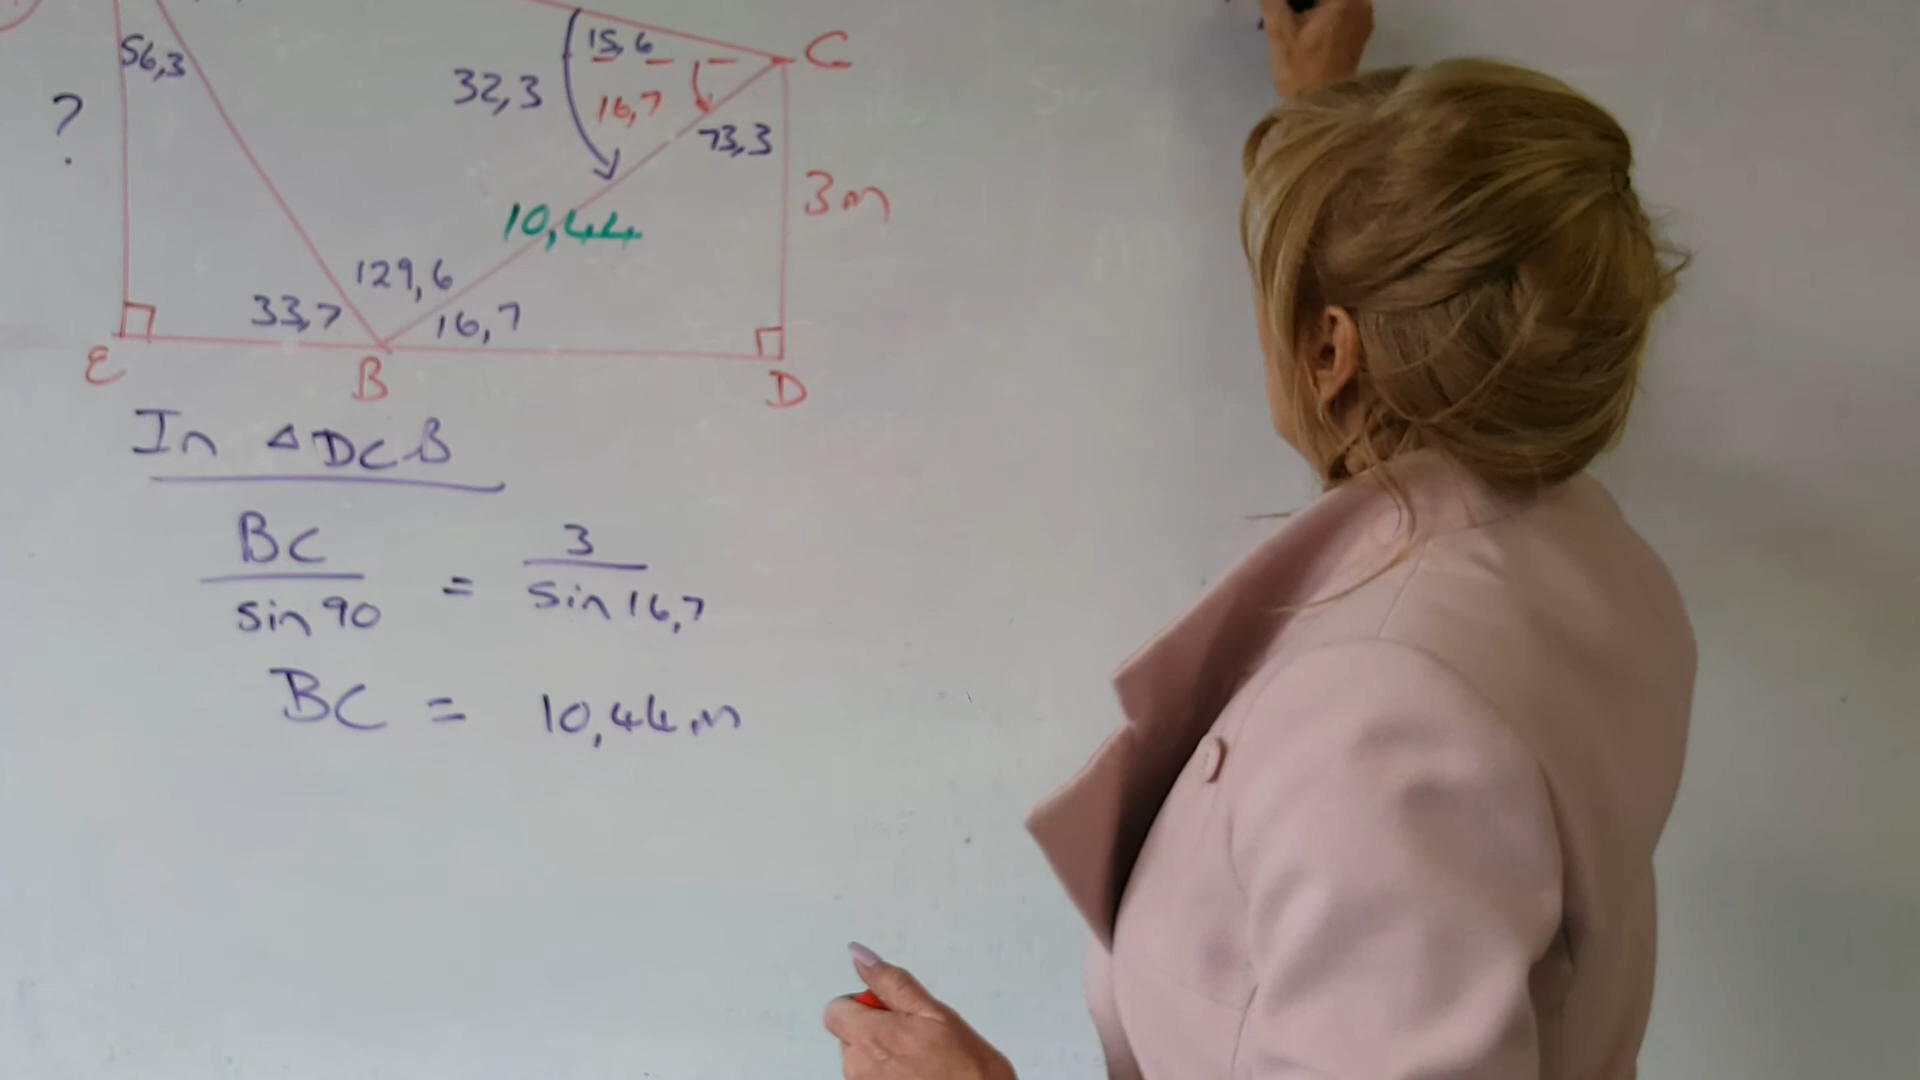 56,3
15,6
C
32,3
?
16,7
73,3
3m
10,44
129,6
33,7
16,7
E
B
D
In △DCB
BC / sin 90 = 3 / sin 16,7
BC = 10,44m